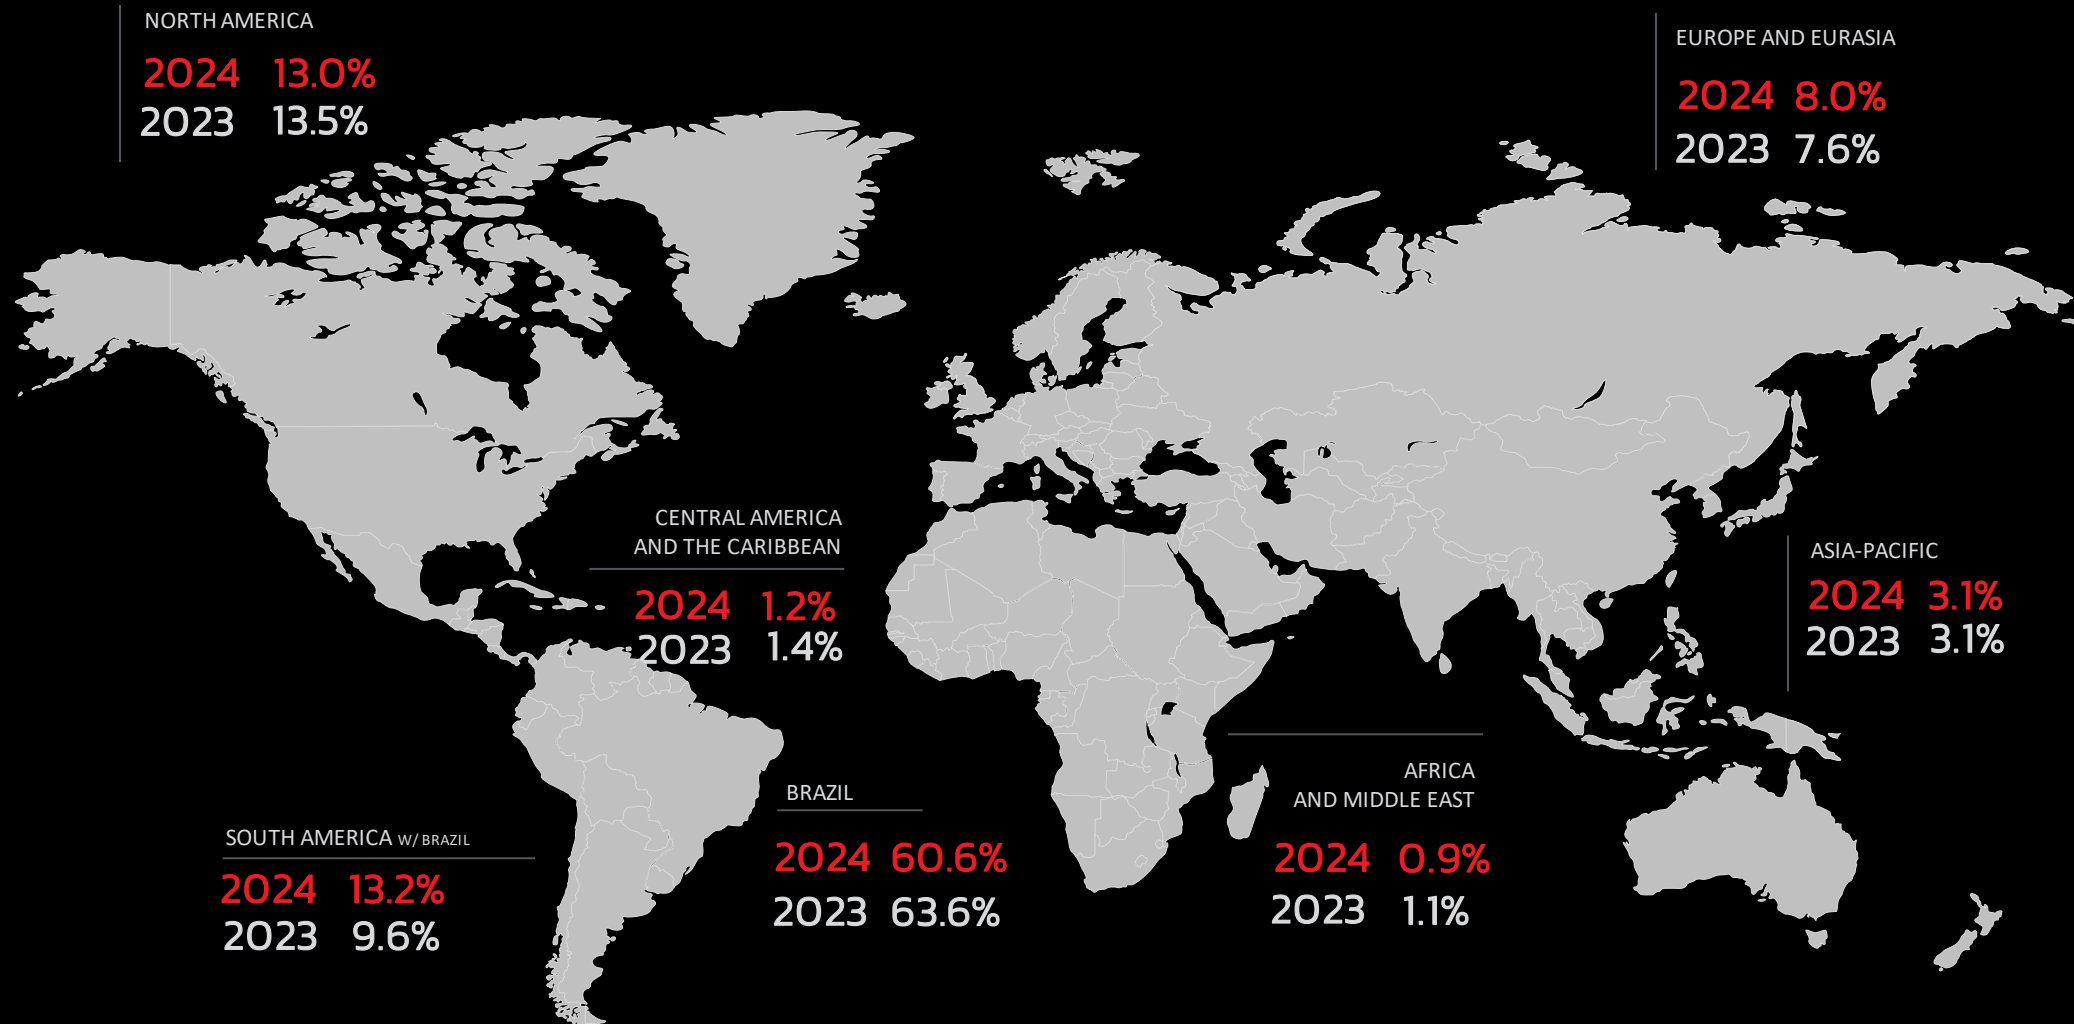 NORTH AMERICA
2024 13.0%
2023 13.5%
EUROPE AND EURASIA
2024 8.0%
2023 7.6%
CENTRAL AMERICA
AND THE CARIBBEAN
2024 1.2%
2023 1.4%
ASIA-PACIFIC
2024 3.1%
2023 3.1%
SOUTH AMERICA W/ BRAZIL
2024 13.2%
2023 9.6%
BRAZIL
2024 60.6%
2023 63.6%
AFRICA
AND MIDDLE EAST
2024 0.9%
2023 1.1%